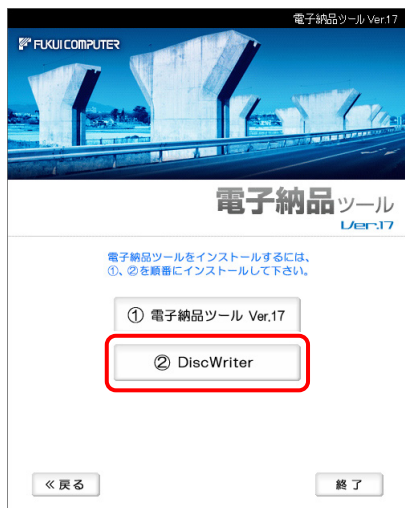 電子納品ツール Ver.17
FUKUI COMPUTER
電子納品ツール
Ver.17
電子納品ツールをインストールするには、
①、②を順番にインストールして下さい。
① 電子納品ツール Ver.17
② DiscWriter
≪戻る
終了